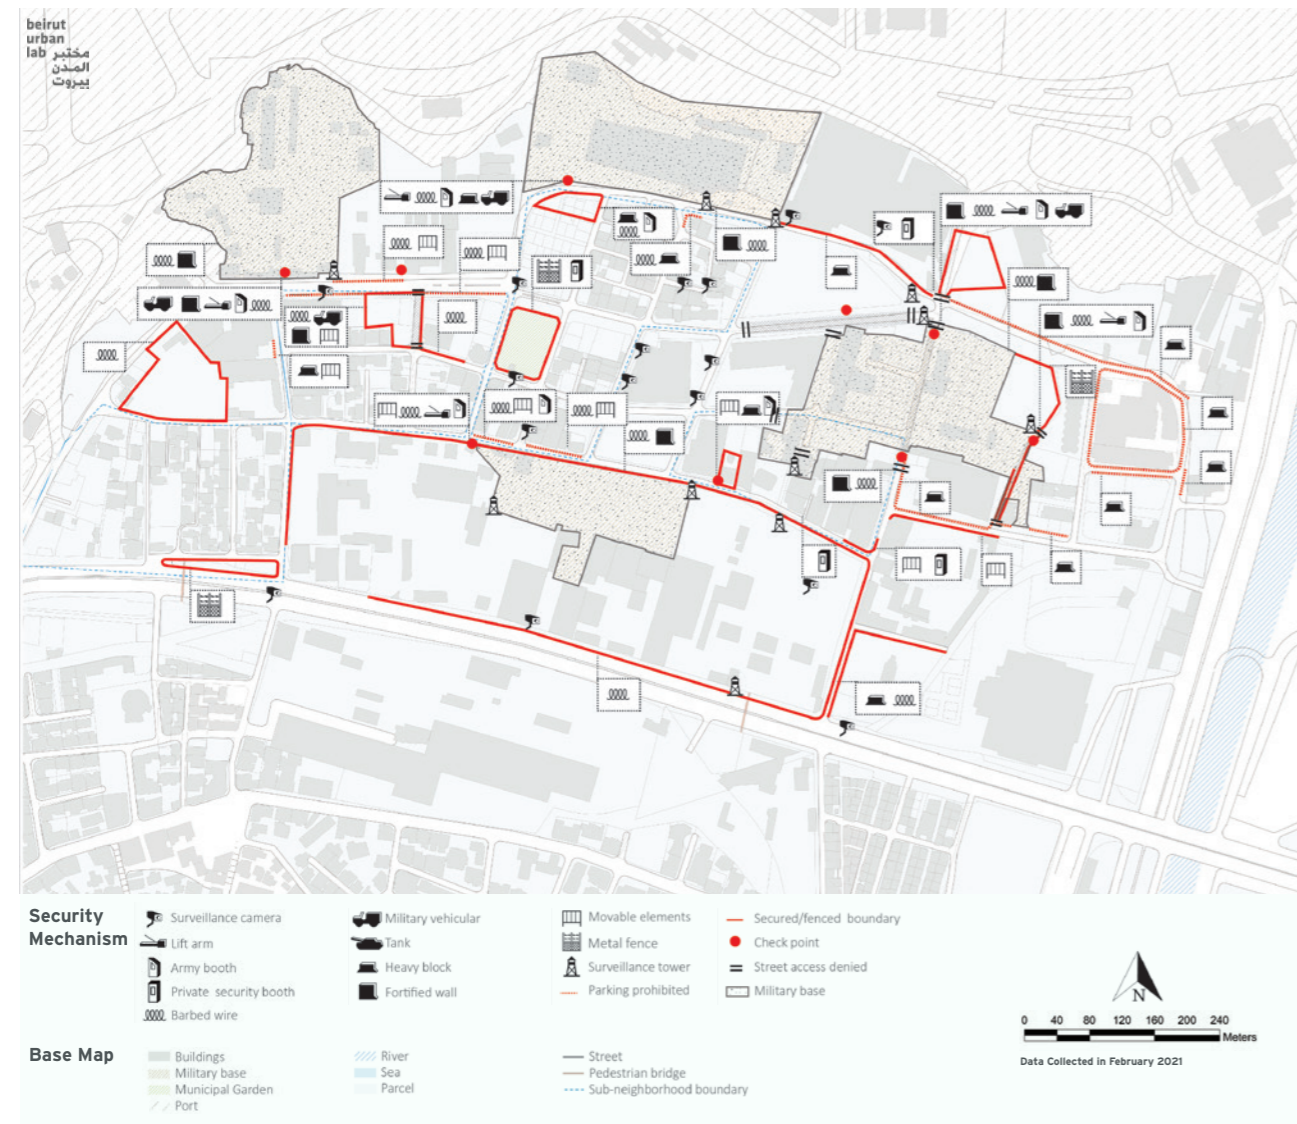 beirut
urban
lab مختبر
المدن
بيروت
Security
Mechanism
Surveillance camera
Lift arm
Army booth
Private security booth
Barbed wire
Military vehicular
Tank
Heavy block
Fortified wall
Movable elements
Metal fence
Surveillance tower
Parking prohibited
Secured/fenced boundary
Check point
Street access denied
Military base
N
0 40 80 120 160 200 240
Meters
Data Collected in February 2021
Base Map
Buildings
Military base
Municipal Garden
Port
River
Sea
Parcel
Street
Pedestrian bridge
Sub-neighborhood boundary